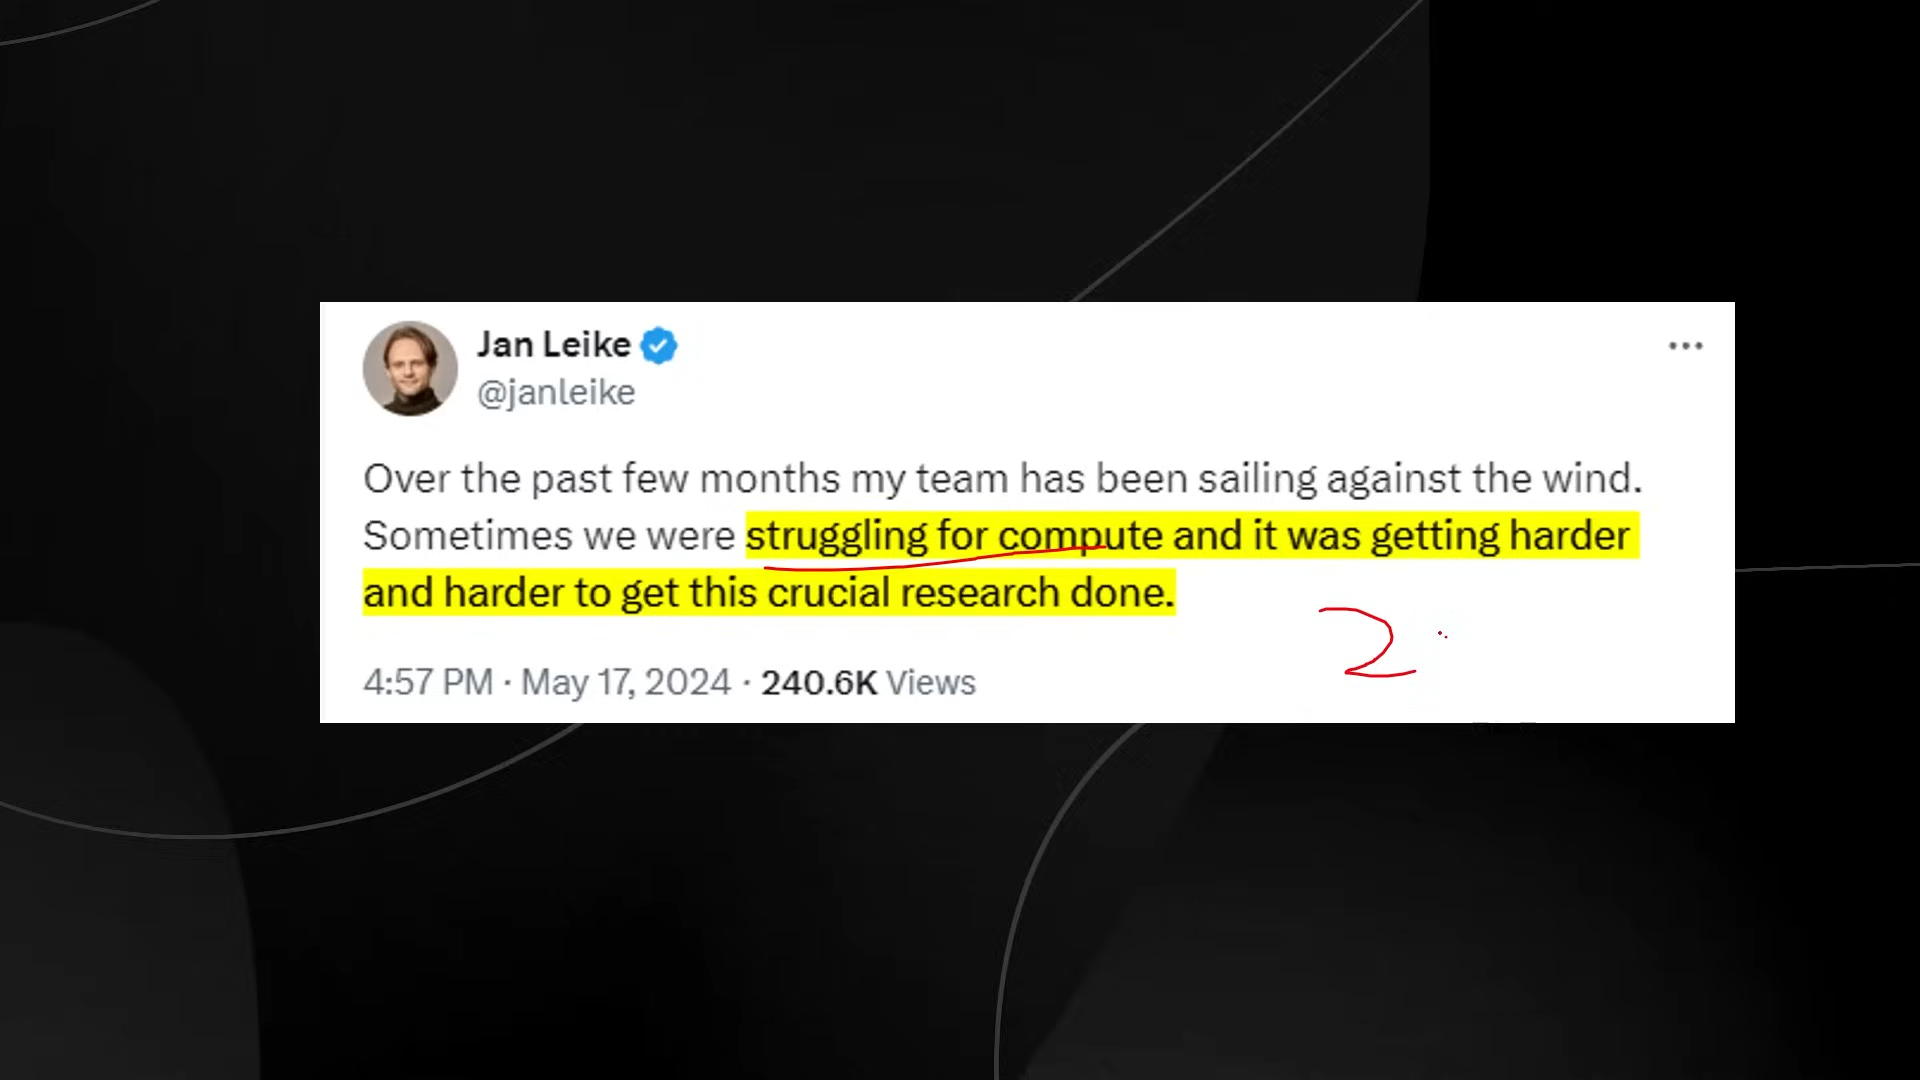 Jan Leike
@janleike
Over the past few months my team has been sailing against the wind.
Sometimes we were struggling for compute and it was getting harder
and harder to get this crucial research done.
2
4:57 PM · May 17, 2024 · 240.6K Views